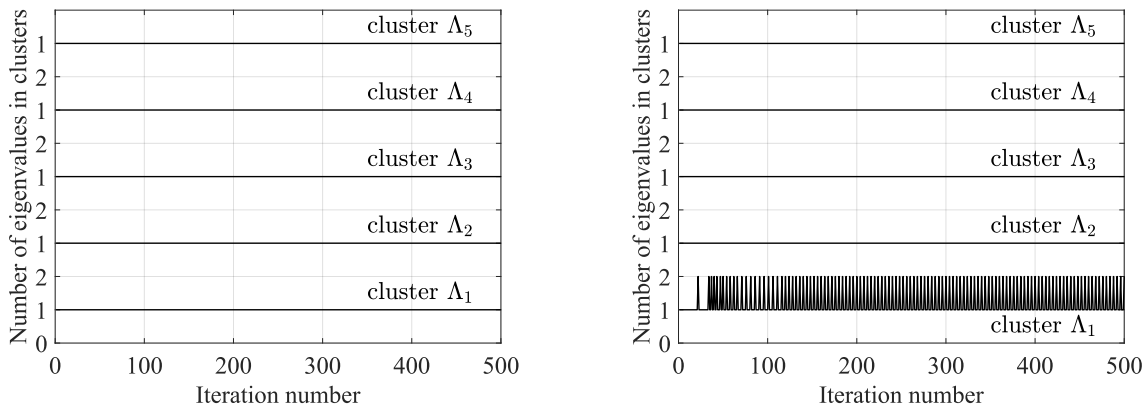 Number of eigenvalues in clusters
cluster Λ5
1
2
cluster Λ4
1
2
cluster Λ3
1
2
cluster Λ2
1
2
cluster Λ1
1
0
0 100 200 300 400 500
Iteration number
Number of eigenvalues in clusters
cluster Λ5
1
2
cluster Λ4
1
2
cluster Λ3
1
2
cluster Λ2
1
2
1
cluster Λ1
0
0 100 200 300 400 500
Iteration number